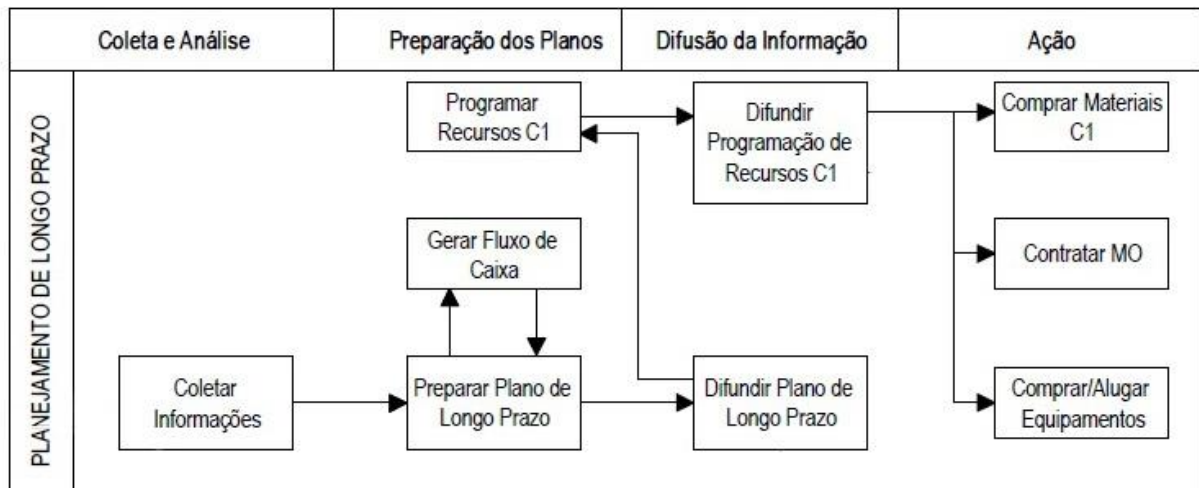 Coleta e Análise
Preparação dos Planos
Difusão da Informação
Ação
PLANEJAMENTO DE LONGO PRAZO
Programar
Recursos C1
Difundir
Programação de
Recursos C1
Comprar Materiais
C1
Gerar Fluxo de
Caixa
Contratar MO
Coletar
Informações
Preparar Plano de
Longo Prazo
Difundir Plano de
Longo Prazo
Comprar/Alugar
Equipamentos